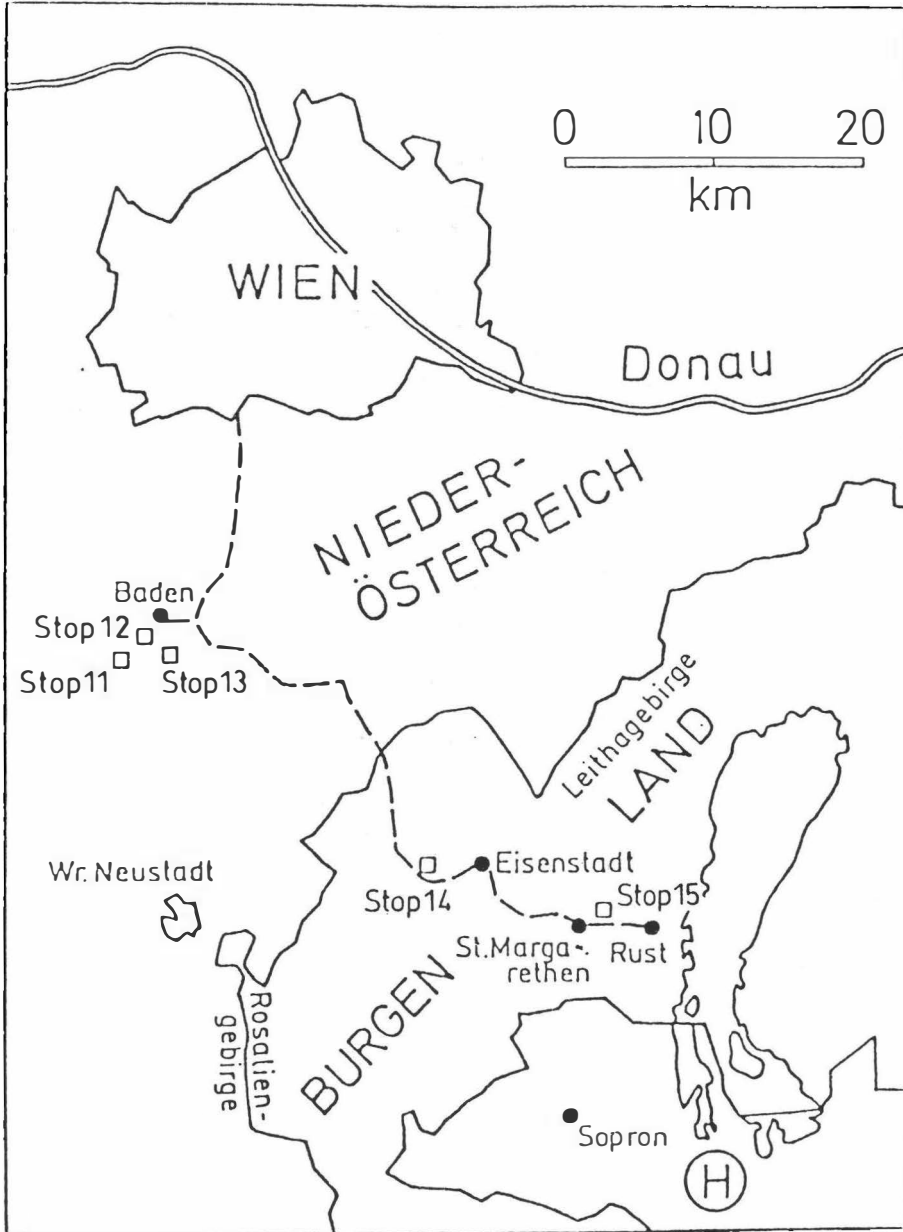 0 10 20
km
WIEN
Donau
NIEDER-
ÖSTERREICH
Baden
Stop 12
Stop 11
Stop 13
Leithagebirge
LAND
Wr. Neustadt
Eisenstadt
Stop 14
Stop 15
St. Marga-
rethen
Rust
BURGEN
Rosalien-
gebirge
Sopron
H